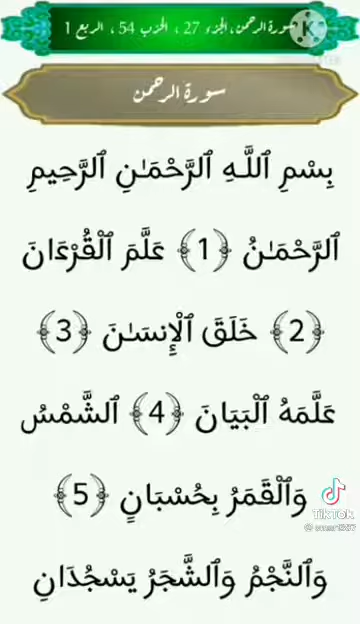 سورة الرحمن، الجزء 27 ، الحزب 54 ، الربع 1
سورة الرحمن
بِسْمِ ٱللَّـهِ ٱلرَّحْمَـٰنِ ٱلرَّحِيمِ
ٱلرَّحْمَـٰنُ ﴿1﴾ عَلَّمَ ٱلْقُرْءَانَ
﴿2﴾ خَلَقَ ٱلْإِنسَـٰنَ ﴿3﴾
عَلَّمَهُ ٱلْبَيَانَ ﴿4﴾ ٱلشَّمْسُ
وَٱلْقَمَرُ بِحُسْبَانٍ ﴿5﴾
TikTok
وَٱلنَّجْمُ وَٱلشَّجَرُ يَسْجُدَانِ